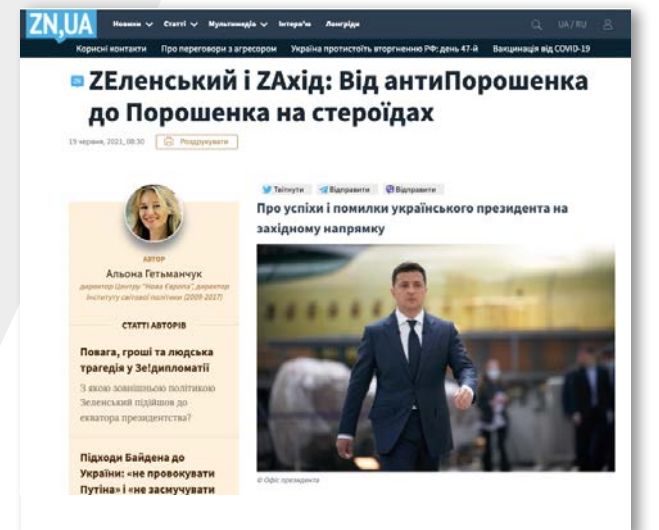 ZN,UA
Новини Статті Мультимедіа Інтерв'ю Лонгріди
UA / RU
Корисні контакти Про переговори з агресором Україна протистоїть вторгненню РФ: день 47-й Вакцинація від COVID-19
ZN ZЕленський і ZАхід: Від антиПорошенка
до Порошенка на стероїдах
19 червня, 2021, 08:30 Роздрукувати
Твітнути Відправити Відправити
Про успіхи і помилки українського президента на
західному напрямку
АВТОР
Альона Гетьманчук
директор Центру "Нова Європа", директор
Інституту світової політики (2009-2017)
СТАТТІ АВТОРІВ
Повага, гроші та людська
трагедія у Зе!дипломатії
З якою зовнішньою політикою
Зеленський підійшов до
екватора президентства?
Підходи Байдена до
України: «не провокувати
Путіна» і «не засмучувати
© Офіс президента